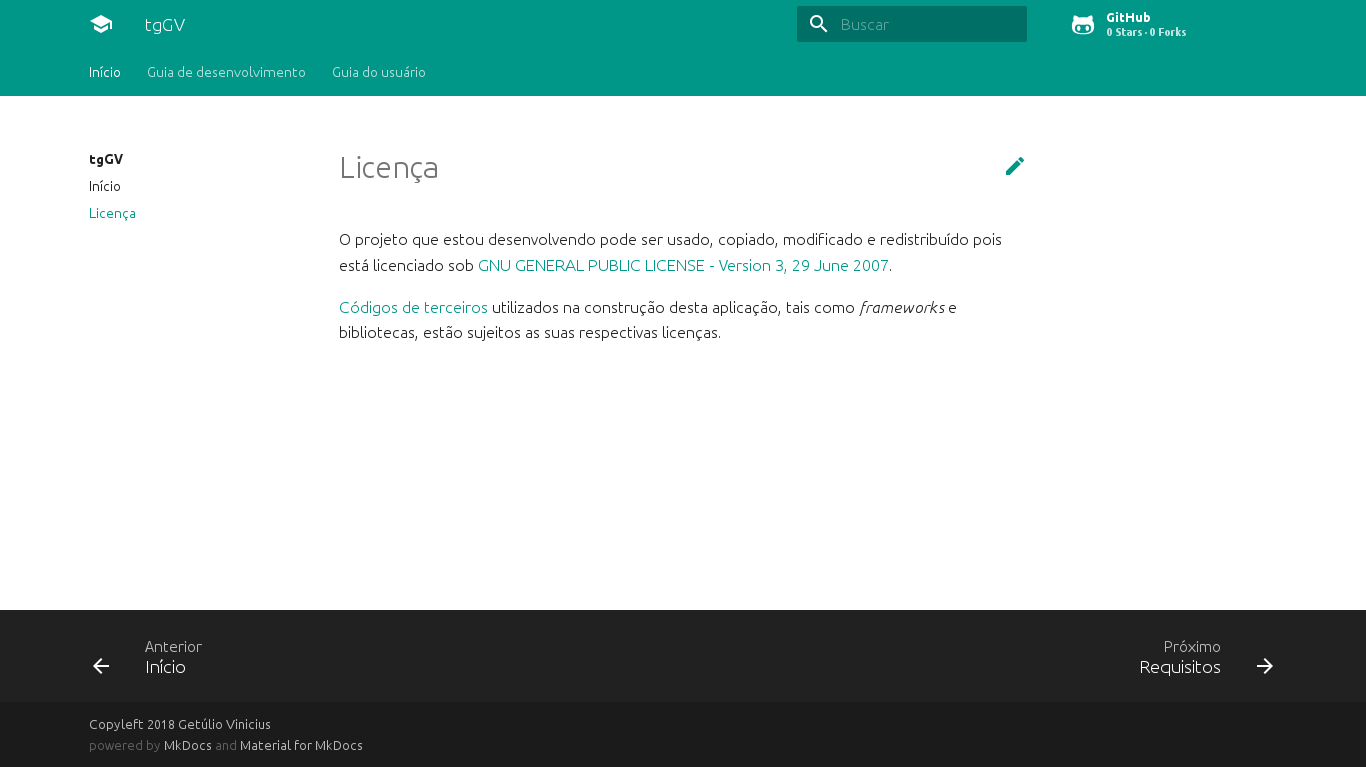 tgGV
Buscar
GitHub
0 Stars · 0 Forks
Início
Guia de desenvolvimento
Guia do usuário
tgGV
Início
Licença
Licença
O projeto que estou desenvolvendo pode ser usado, copiado, modificado e redistribuído pois
está licenciado sob GNU GENERAL PUBLIC LICENSE - Version 3, 29 June 2007.
Códigos de terceiros utilizados na construção desta aplicação, tais como frameworks e
bibliotecas, estão sujeitos as suas respectivas licenças.
Anterior
Início
Próximo
Requisitos
Copyleft 2018 Getúlio Vinicius
powered by MkDocs and Material for MkDocs